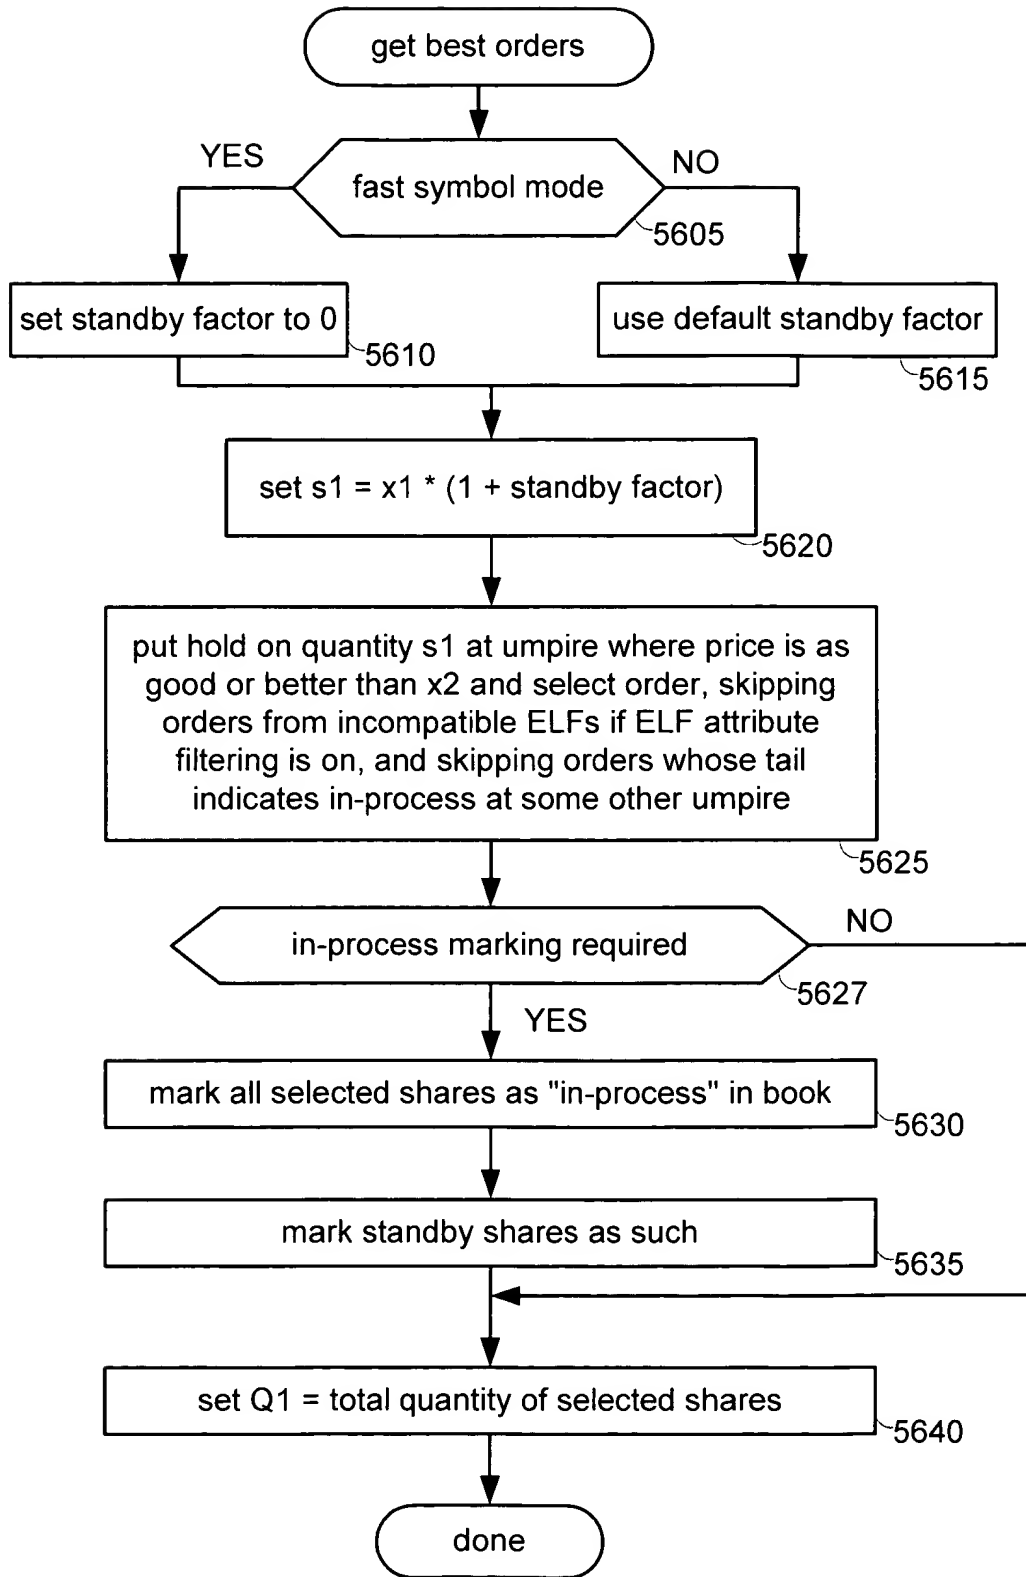 get best orders
YES
NO
fast symbol mode
5605
set standby factor to 0
5610
use default standby factor
5615
set s1 = x1 * (1 + standby factor)
5620
put hold on quantity s1 at umpire where price is as
good or better than x2 and select order, skipping
orders from incompatible ELFs if ELF attribute
filtering is on, and skipping orders whose tail
indicates in-process at some other umpire
5625
in-process marking required
NO
5627
YES
mark all selected shares as "in-process" in book
5630
mark standby shares as such
5635
set Q1 = total quantity of selected shares
5640
done